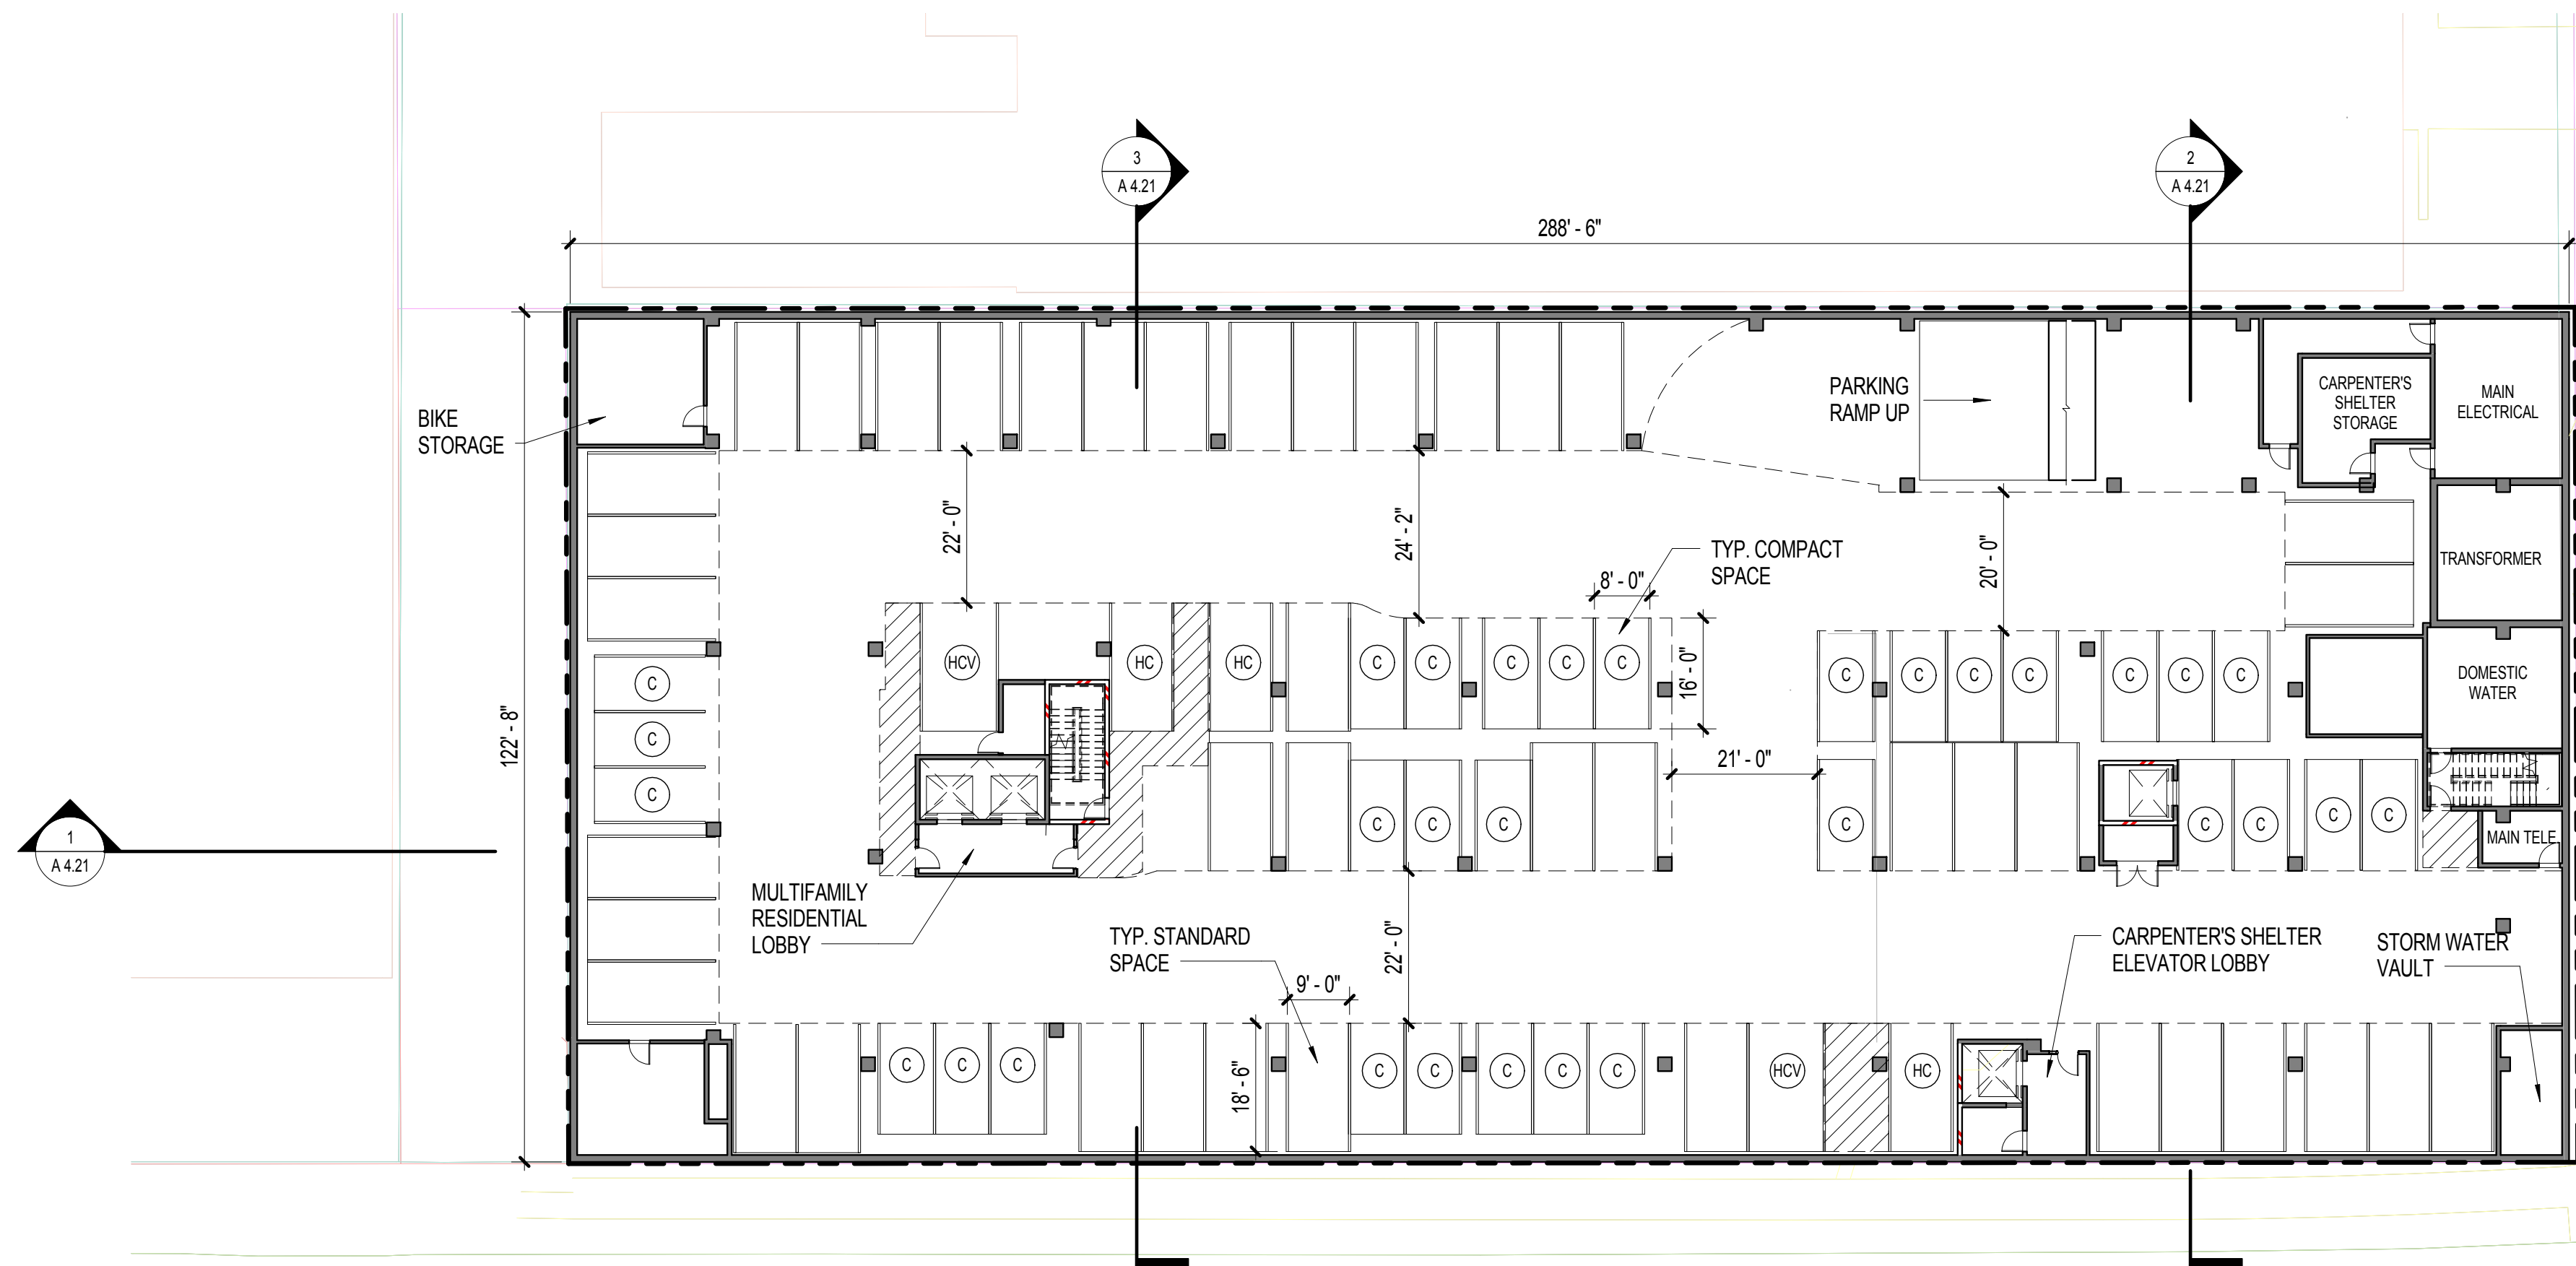 3
A 4.21
2
A 4.21
288' - 6"
BIKE
STORAGE
PARKING
RAMP UP
CARPENTER'S
SHELTER
STORAGE
MAIN
ELECTRICAL
22' - 0"
24' - 2"
20' - 0"
TYP. COMPACT
SPACE
8' - 0"
TRANSFORMER
HCV
HC
HC
C
C
C
C
C
16' - 0"
C
C
C
C
C
C
C
DOMESTIC
WATER
C
C
C
122' - 8"
21' - 0"
C
C
C
C
C
C
C
C
MAIN TELE
1
A 4.21
MULTIFAMILY
RESIDENTIAL
LOBBY
TYP. STANDARD
SPACE
22' - 0"
9' - 0"
CARPENTER'S SHELTER
ELEVATOR LOBBY
STORM WATER
VAULT
18' - 6"
C
C
C
C
C
C
C
C
HCV
HC